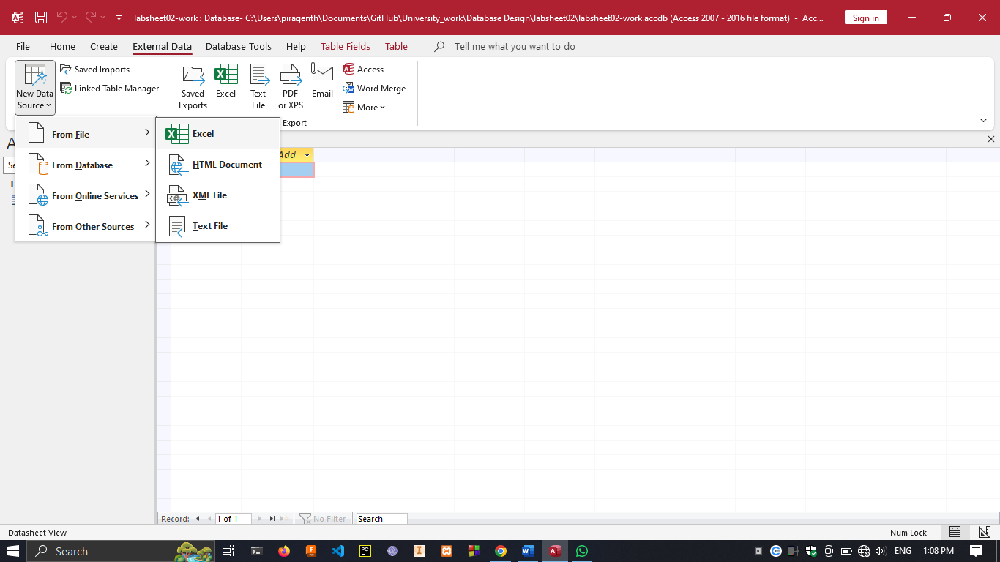 labsheet02-work : Database- C:\Users\piragenth\Documents\GitHub\University_work\Database Design\labsheet02\labsheet02-work.accdb (Access 2007 - 2016 file format) - Acc...
Sign in
File Home Create External Data Database Tools Help Table Fields Table Tell me what you want to do
New Data Source
Saved Imports
Linked Table Manager
Saved Exports
Excel
Text File
PDF or XPS
Email
Access
Word Merge
More
Export
From File
From Database
From Online Services
From Other Sources
Excel
HTML Document
XML File
Text File
A
Se
T
Add
Record: 1 of 1 No Filter Search
Datasheet View
Num Lock
Search
ENG 1:08 PM